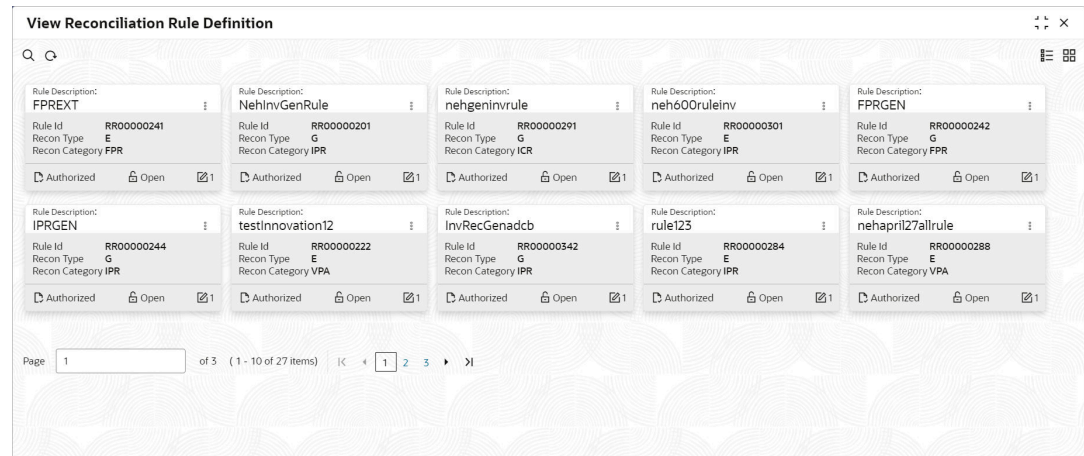 View Reconciliation Rule Definition
Rule Description:
FPREXT
Rule Id RR00000241
Recon Type E
Recon Category FPR
Authorized Open 1
Rule Description:
NehInvGenRule
Rule Id RR00000201
Recon Type G
Recon Category IPR
Authorized Open 1
Rule Description:
nehgeninvrule
Rule Id RR00000291
Recon Type G
Recon Category ICR
Authorized Open 1
Rule Description:
neh600ruleinv
Rule Id RR00000301
Recon Type E
Recon Category IPR
Authorized Open 1
Rule Description:
FPRGEN
Rule Id RR00000242
Recon Type G
Recon Category FPR
Authorized Open 1
Rule Description:
IPRGEN
Rule Id RR00000244
Recon Type G
Recon Category IPR
Authorized Open 1
Rule Description:
testInnovation12
Rule Id RR00000222
Recon Type E
Recon Category VPA
Authorized Open 1
Rule Description:
InvRecGenadcb
Rule Id RR00000342
Recon Type G
Recon Category IPR
Authorized Open 1
Rule Description:
rule123
Rule Id RR00000284
Recon Type E
Recon Category IPR
Authorized Open 1
Rule Description:
nehapril27allrule
Rule Id RR00000288
Recon Type E
Recon Category VPA
Authorized Open 1
Page 1 of 3 (1 - 10 of 27 items) 1 2 3